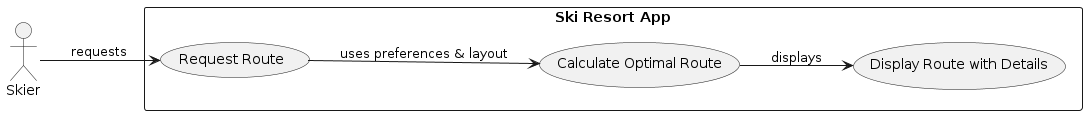 Ski Resort App
requests
Request Route
uses preferences & layout
Calculate Optimal Route
displays
Display Route with Details
Skier